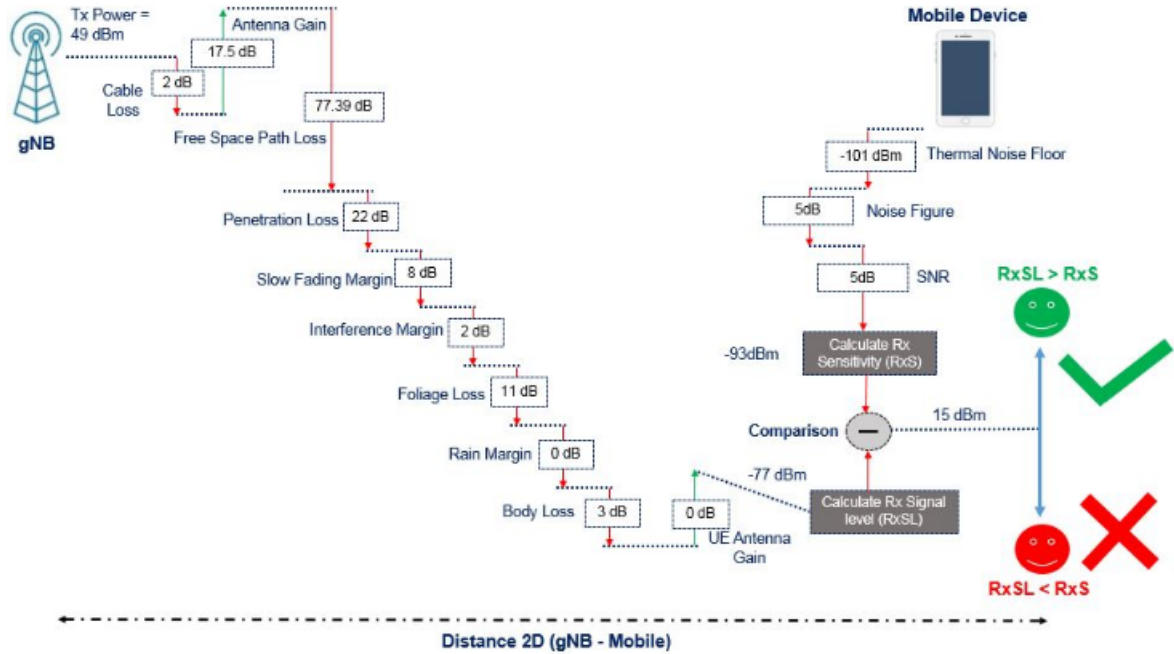 Tx Power =
49 dBm
gNB
2 dB
Cable
Loss
17.5 dB
Antenna Gain
77.39 dB
Free Space Path Loss
Penetration Loss
22 dB
Slow Fading Margin
8 dB
Interference Margin
2 dB
Foliage Loss
11 dB
Rain Margin
0 dB
Body Loss
3 dB
0 dB
UE Antenna
Gain
Mobile Device
-101 dBm
Thermal Noise Floor
5dB
Noise Figure
5dB
SNR
-93dBm
Calculate Rx
Sensitivity (RxS)
Comparison
15 dBm
-77 dBm
Calculate Rx Signal
level (RxSL)
RxSL > RxS
RxSL < RxS
Distance 2D (gNB - Mobile)